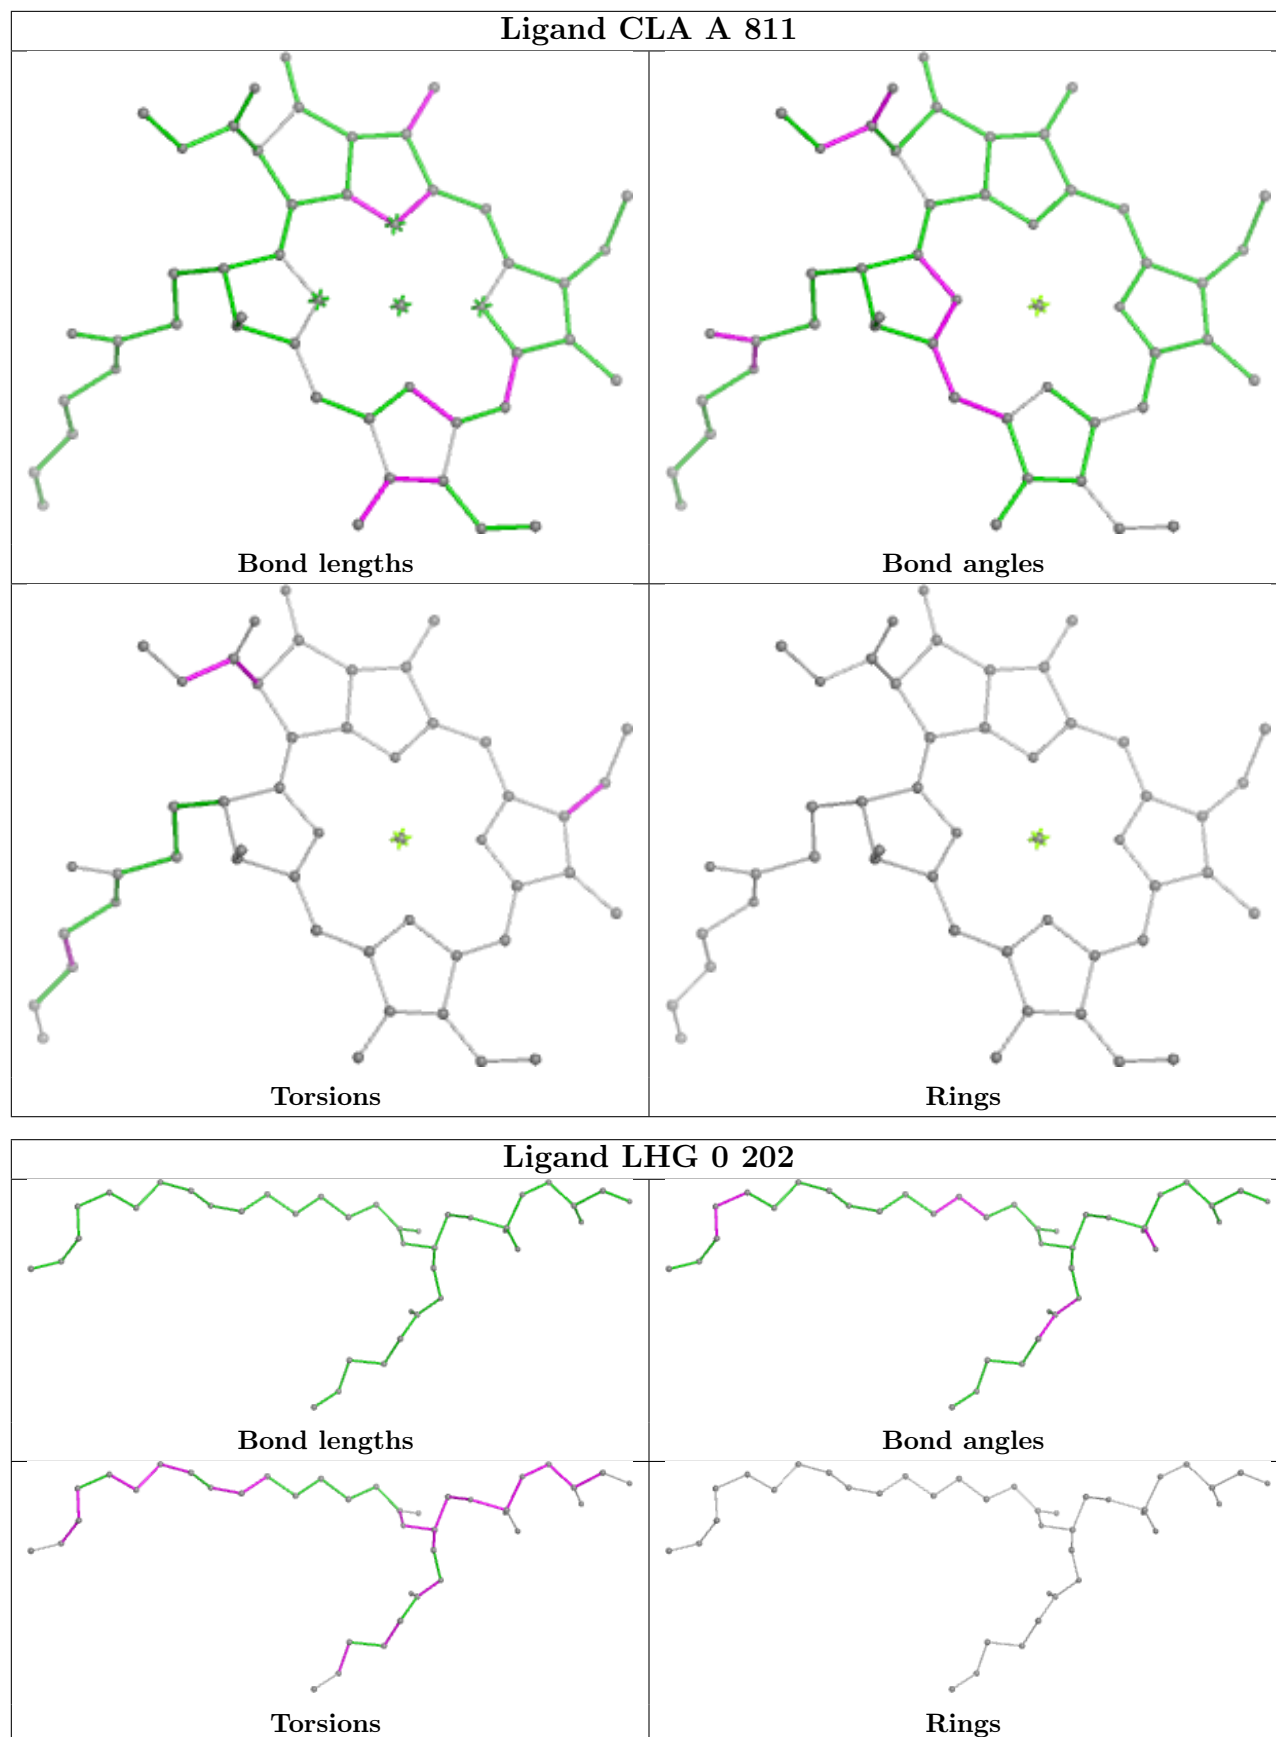 Ligand CLA A 811
Bond lengths
Bond angles
Torsions
Rings
Ligand LHG 0 202
Bond lengths
Bond angles
Torsions
Rings